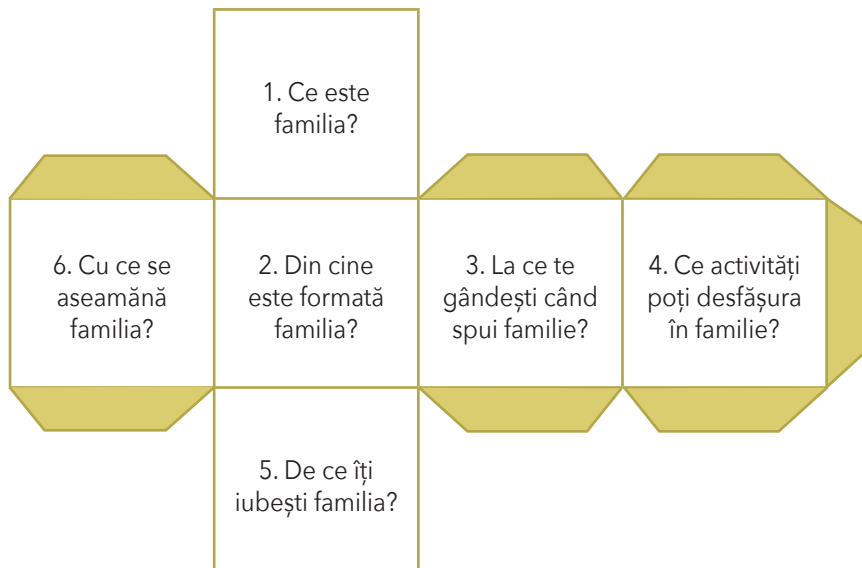 1. Ce este
familia?
6. Cu ce se
aseamănă
familia?
2. Din cine
este formată
familia?
3. La ce te
gândești când
spui familie?
4. Ce activități
poți desfășura
în familie?
5. De ce îți
iubești familia?